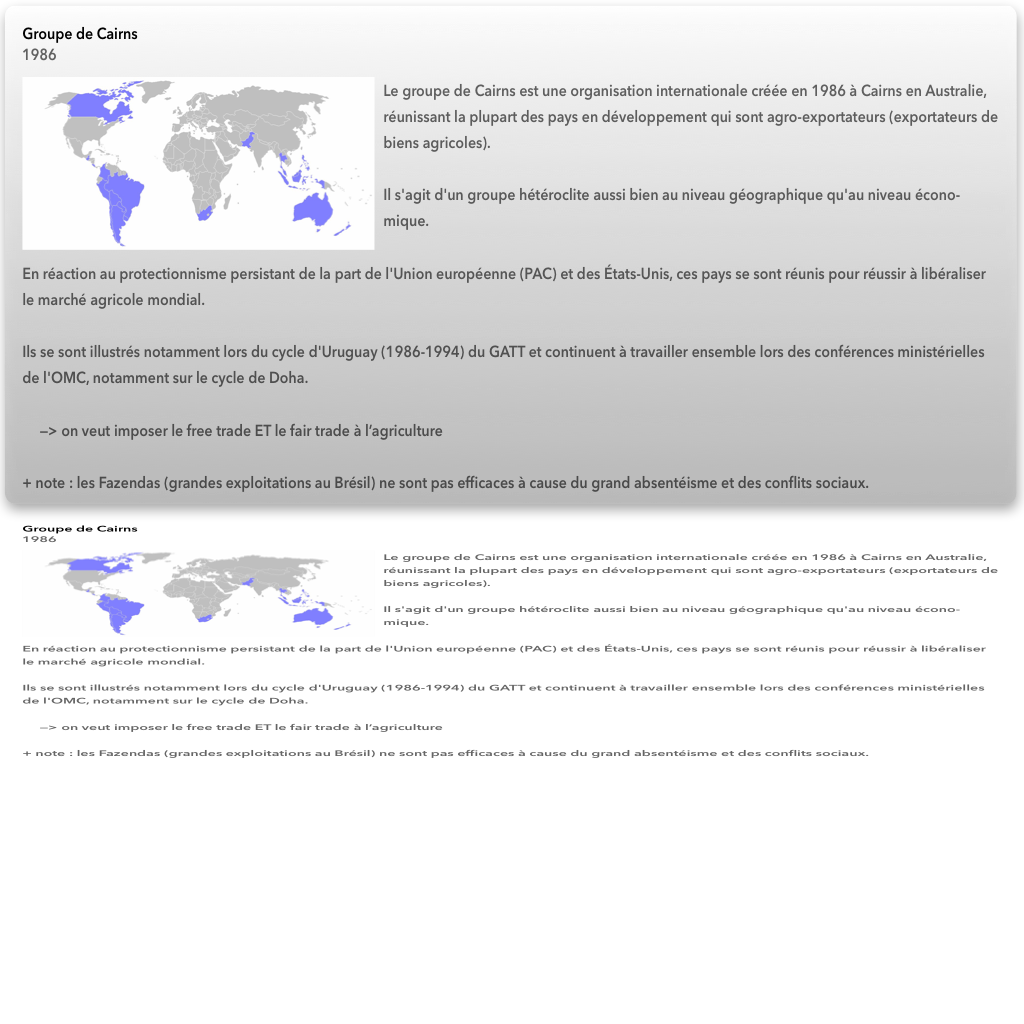 Groupe de Cairns
1986
Le groupe de Cairns est une organisation internationale créée en 1986 à Cairns en Australie,
réunissant la plupart des pays en développement qui sont agro-exportateurs (exportateurs de
biens agricoles).
Il s'agit d'un groupe hétéroclite aussi bien au niveau géographique qu'au niveau écono-
mique.
En réaction au protectionnisme persistant de la part de l'Union européenne (PAC) et des États-Unis, ces pays se sont réunis pour réussir à libéraliser
le marché agricole mondial.
Ils se sont illustrés notamment lors du cycle d'Uruguay (1986-1994) du GATT et continuent à travailler ensemble lors des conférences ministérielles
de l'OMC, notamment sur le cycle de Doha.
—> on veut imposer le free trade ET le fair trade à l’agriculture
+ note : les Fazendas (grandes exploitations au Brésil) ne sont pas efficaces à cause du grand absentéisme et des conflits sociaux.
Groupe de Cairns
1986
Le groupe de Cairns est une organisation internationale créée en 1986 à Cairns en Australie,
réunissant la plupart des pays en développement qui sont agro-exportateurs (exportateurs de
biens agricoles).
Il s'agit d'un groupe hétéroclite aussi bien au niveau géographique qu'au niveau écono-
mique.
En réaction au protectionnisme persistant de la part de l'Union européenne (PAC) et des États-Unis, ces pays se sont réunis pour réussir à libéraliser
le marché agricole mondial.
Ils se sont illustrés notamment lors du cycle d'Uruguay (1986-1994) du GATT et continuent à travailler ensemble lors des conférences ministérielles
de l'OMC, notamment sur le cycle de Doha.
—> on veut imposer le free trade ET le fair trade à l’agriculture
+ note : les Fazendas (grandes exploitations au Brésil) ne sont pas efficaces à cause du grand absentéisme et des conflits sociaux.